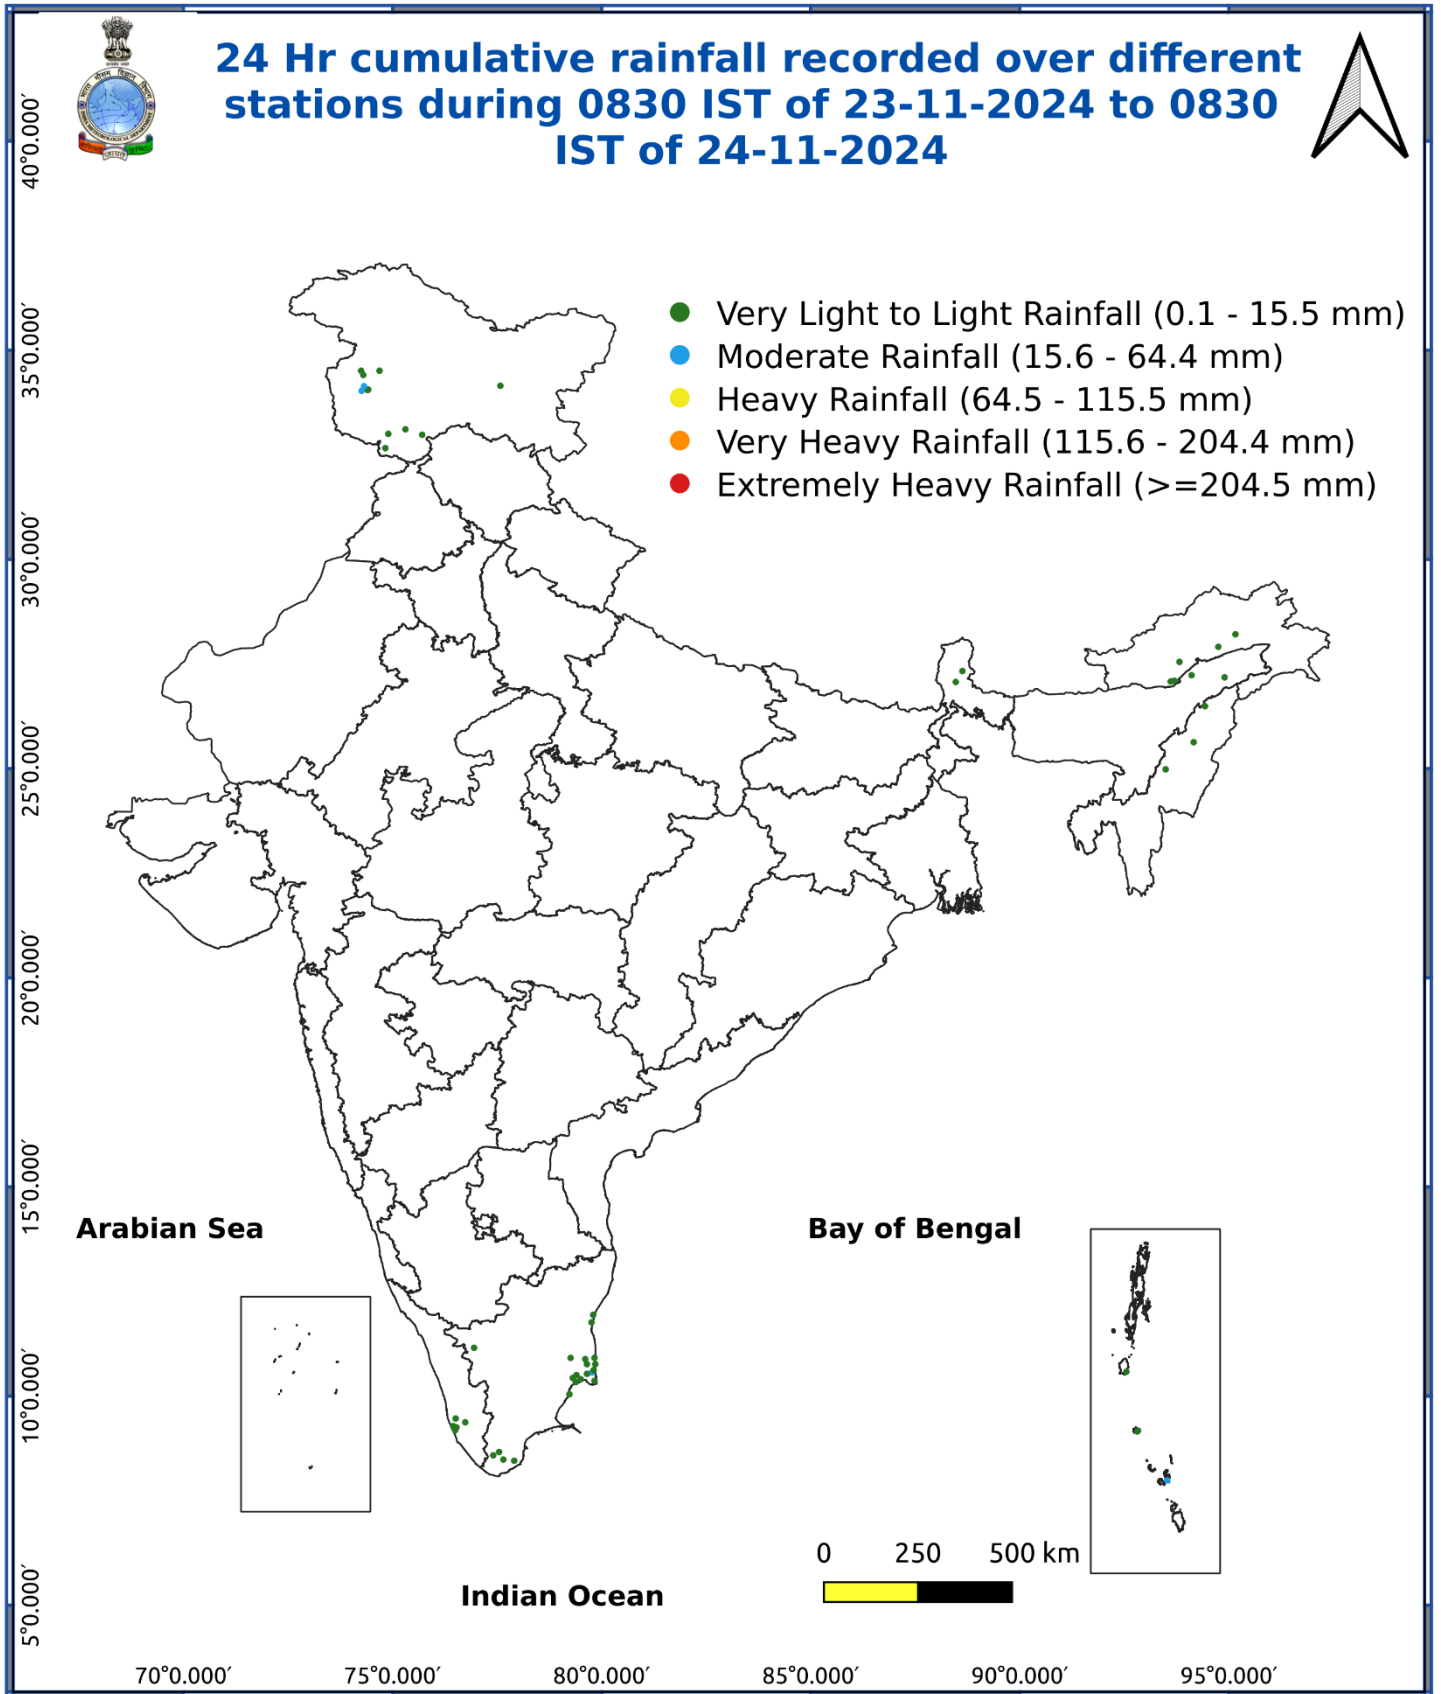 24 Hr cumulative rainfall recorded over different
stations during 0830 IST of 23-11-2024 to 0830
IST of 24-11-2024
भारत मौसम विज्ञान विभाग
INDIA METEOROLOGICAL DEPARTMENT
Very Light to Light Rainfall (0.1 - 15.5 mm)
Moderate Rainfall (15.6 - 64.4 mm)
Heavy Rainfall (64.5 - 115.5 mm)
Very Heavy Rainfall (115.6 - 204.4 mm)
Extremely Heavy Rainfall (>=204.5 mm)
40°0.000′
35°0.000′
30°0.000′
25°0.000′
20°0.000′
15°0.000′
10°0.000′
5°0.000′
Arabian Sea
Bay of Bengal
Indian Ocean
0 250 500 km
70°0.000′ 75°0.000′ 80°0.000′ 85°0.000′ 90°0.000′ 95°0.000′